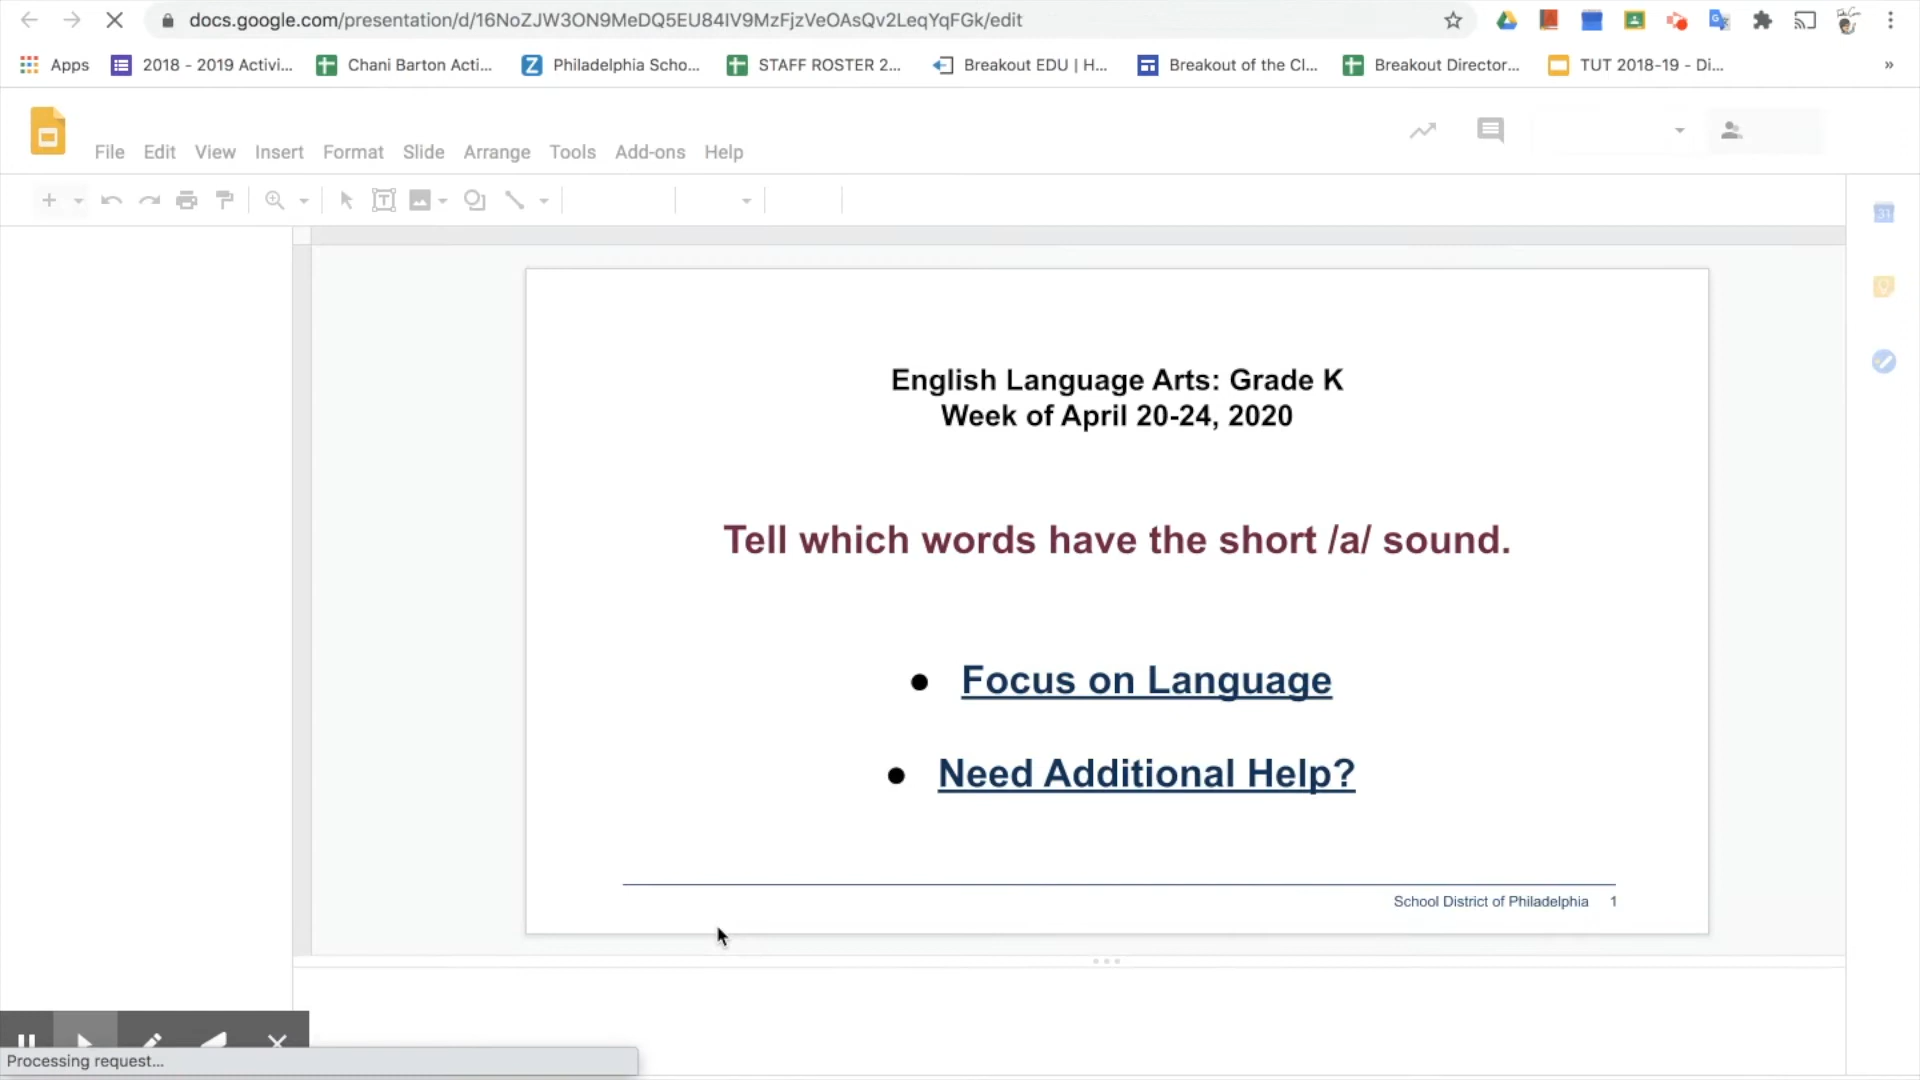 docs.google.com/presentation/d/16NoZJW3ON9MeDQ5EU84IV9MzFjzVeOAsQv2LeqYqFGk/edit
Apps 2018 - 2019 Activi... Chani Barton Acti... Philadelphia Scho... STAFF ROSTER 2... Breakout EDU | H... Breakout of the Cl... Breakout Director... TUT 2018-19 - Di... »
File Edit View Insert Format Slide Arrange Tools Add-ons Help
31
English Language Arts: Grade K
Week of April 20-24, 2020
Tell which words have the short /a/ sound.
● Focus on Language
● Need Additional Help?
School District of Philadelphia 1
Processing request...